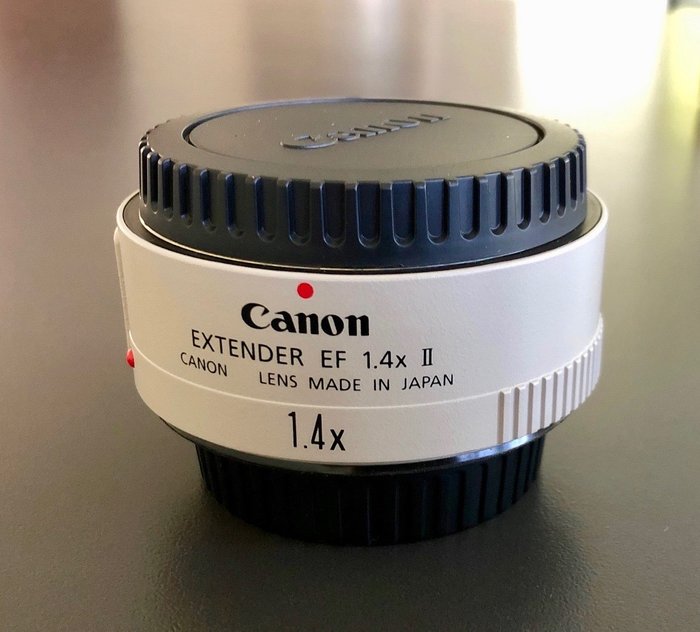 Canon
Canon
EXTENDER EF 1.4x II
CANON LENS MADE IN JAPAN
1.4x